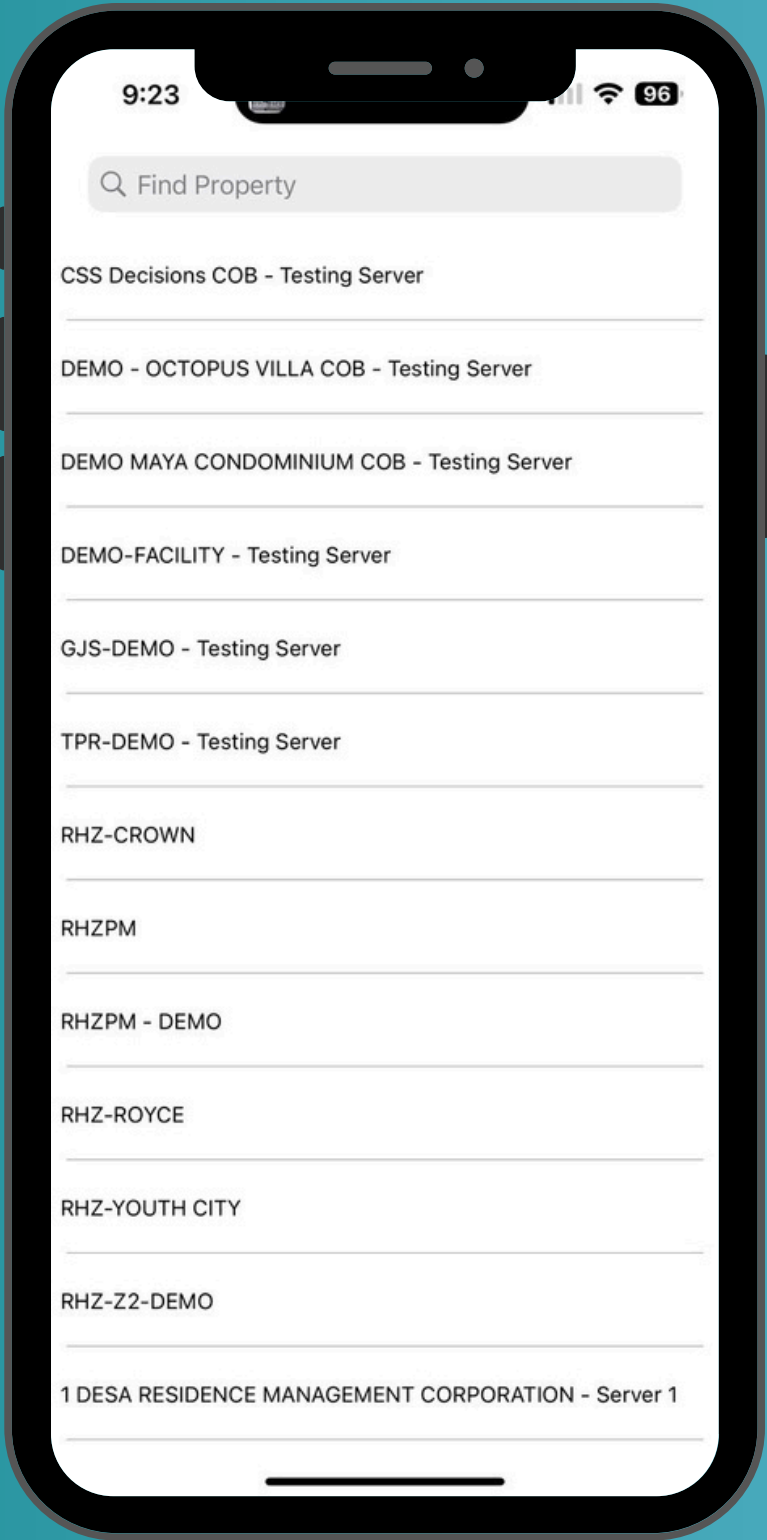 9:23
96
Find Property
CSS Decisions COB - Testing Server
DEMO - OCTOPUS VILLA COB - Testing Server
DEMO MAYA CONDOMINIUM COB - Testing Server
DEMO-FACILITY - Testing Server
GJS-DEMO - Testing Server
TPR-DEMO - Testing Server
RHZ-CROWN
RHZPM
RHZPM - DEMO
RHZ-ROYCE
RHZ-YOUTH CITY
RHZ-Z2-DEMO
1 DESA RESIDENCE MANAGEMENT CORPORATION - Server 1